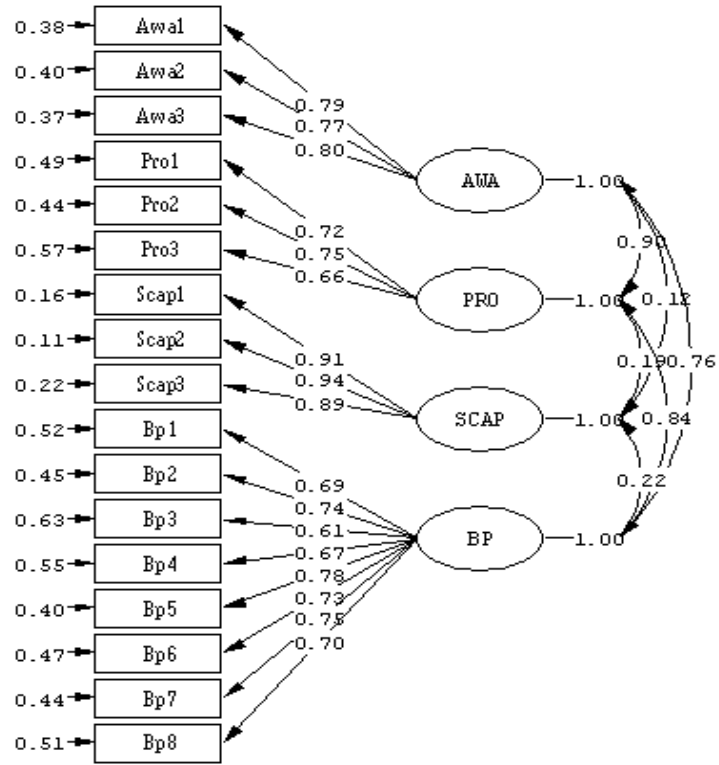 0.38 Awa1
0.40 Awa2
0.37 Awa3
0.49 Pro1
0.44 Pro2
0.57 Pro3
0.16 Scap1
0.11 Scap2
0.22 Scap3
0.52 Bp1
0.45 Bp2
0.63 Bp3
0.55 Bp4
0.40 Bp5
0.47 Bp6
0.44 Bp7
0.51 Bp8
0.79
0.77
0.80
0.72
0.75
0.66
0.91
0.94
0.89
0.69
0.74
0.61
0.67
0.78
0.73
0.75
0.70
AWA 1.00
PRO 1.00
SCAP 1.00
BP 1.00
0.90
0.12
0.19 0.76
0.84
0.22